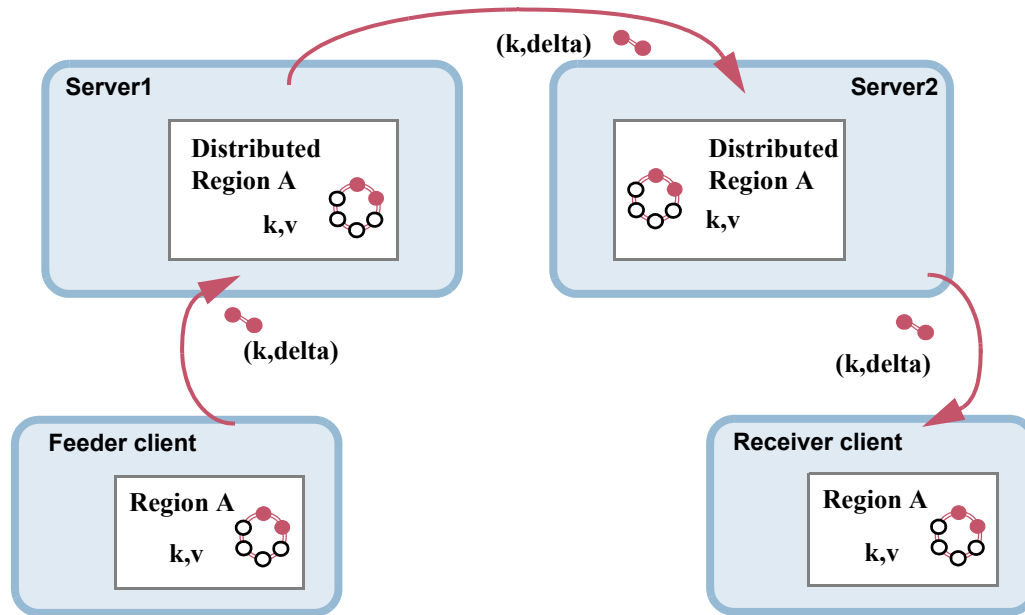 (k,delta)
Server1
Distributed
Region A
k,v
Server2
Distributed
Region A
k,v
(k,delta)
(k,delta)
Feeder client
Region A
k,v
Receiver client
Region A
k,v